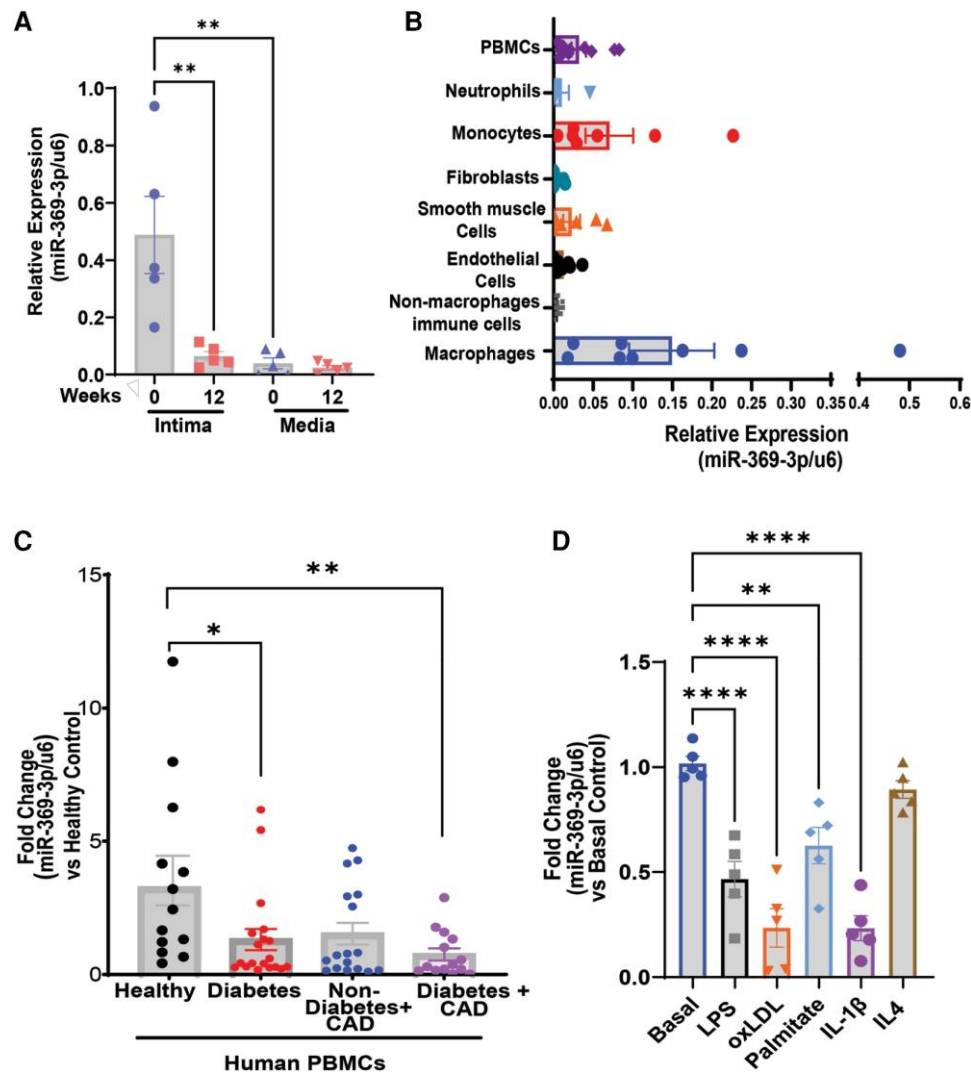 A
**
**
Relative Expression
(miR-369-3p/u6)
1.0
0.8
0.6
0.4
0.2
0.0
Weeks
0
12
0
12
Intima
Media
B
PBMCs
Neutrophils
Monocytes
Fibroblasts
Smooth muscle
Cells
Endothelial
Cells
Non-macrophages
immune cells
Macrophages
0.00 0.05 0.10 0.15 0.20 0.25 0.30 0.35 0.4 0.5 0.6
Relative Expression
(miR-369-3p/u6)
C
**
*
Fold Change
(miR-369-3p/u6)
vs Healthy Control
15
10
5
0
Healthy
Diabetes
Non-
Diabetes+
CAD
Diabetes +
CAD
Human PBMCs
D
****
**
****
****
Fold Change
(miR-369-3p/u6)
vs Basal Control)
1.5
1.0
0.5
0.0
Basal
LPS
oxLDL
Palmitate
IL-1β
IL4